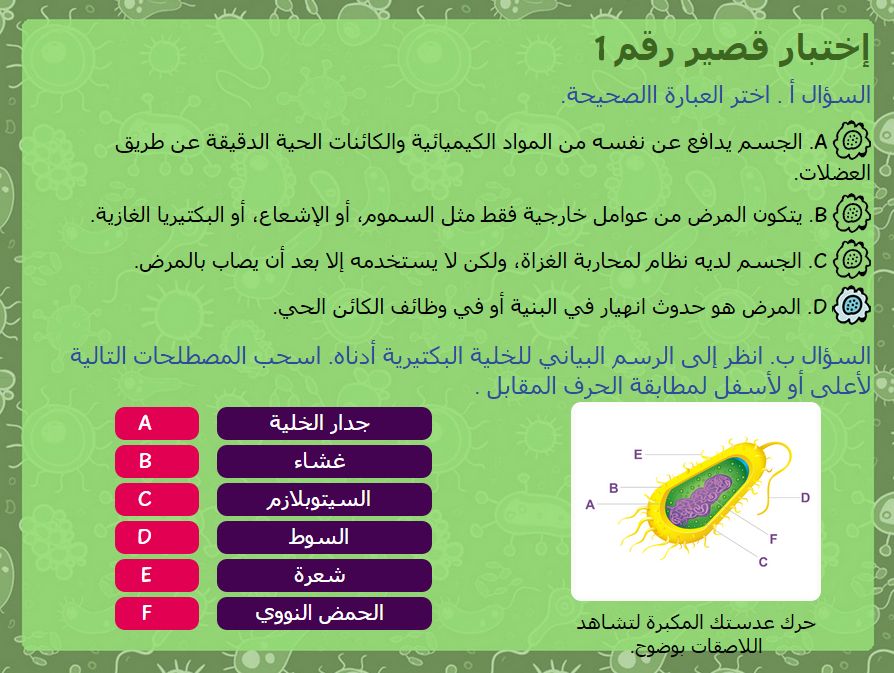 إختبار قصير رقم 1
السؤال أ . اختر العبارة االصحيحة.
A. الجسم يدافع عن نفسه من المواد الكيميائية والكائنات الحية الدقيقة عن طريق
العضلات.
B. يتكون المرض من عوامل خارجية فقط مثل السموم، أو الإشعاع، أو البكتيريا الغازية.
C. الجسم لديه نظام لمحاربة الغزاة، ولكن لا يستخدمه إلا بعد أن يصاب بالمرض.
D. المرض هو حدوث انهيار في البنية أو في وظائف الكائن الحي.
السؤال ب. انظر إلى الرسم البياني للخلية البكتيرية أدناه. اسحب المصطلحات التالية
لأعلى أو لأسفل لمطابقة الحرف المقابل .
E
B
A
D
F
C
حرك عدستك المكبرة لتشاهد
اللاصقات بوضوح.
جدار الخلية A
غشاء B
السيتوبلازم C
السوط D
شعرة E
الحمض النووي F